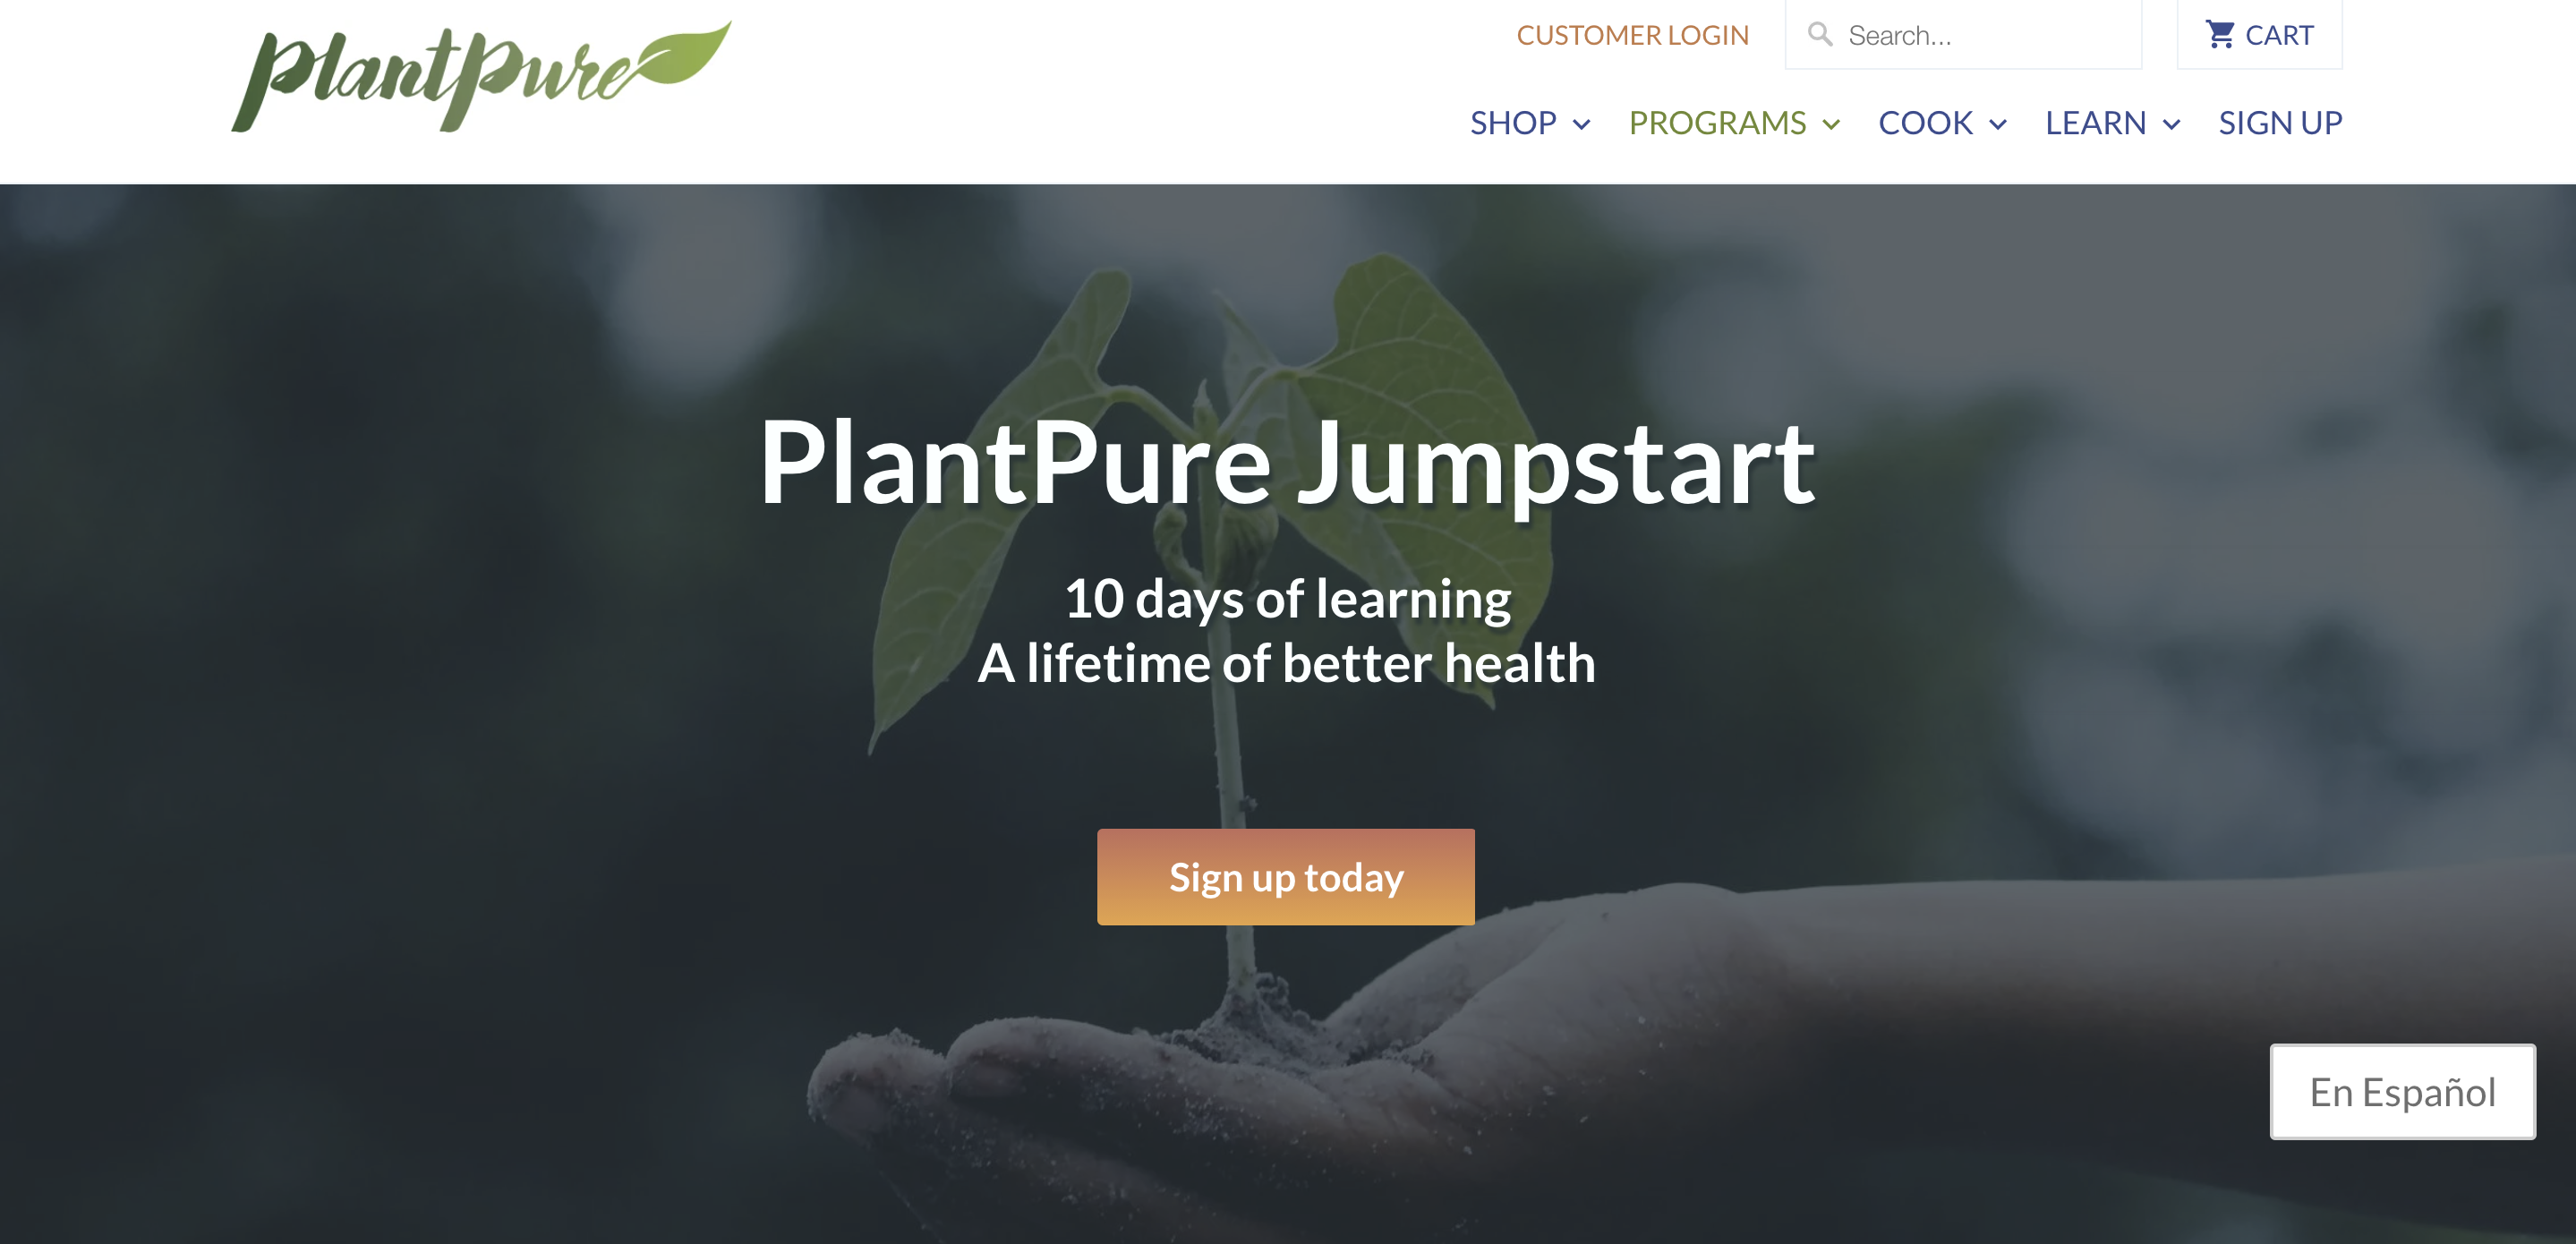 plantpure
CUSTOMER LOGIN
Search...
CART
SHOP
PROGRAMS
COOK
LEARN
SIGN UP
PlantPure Jumpstart
10 days of learning
A lifetime of better health
Sign up today
En Español